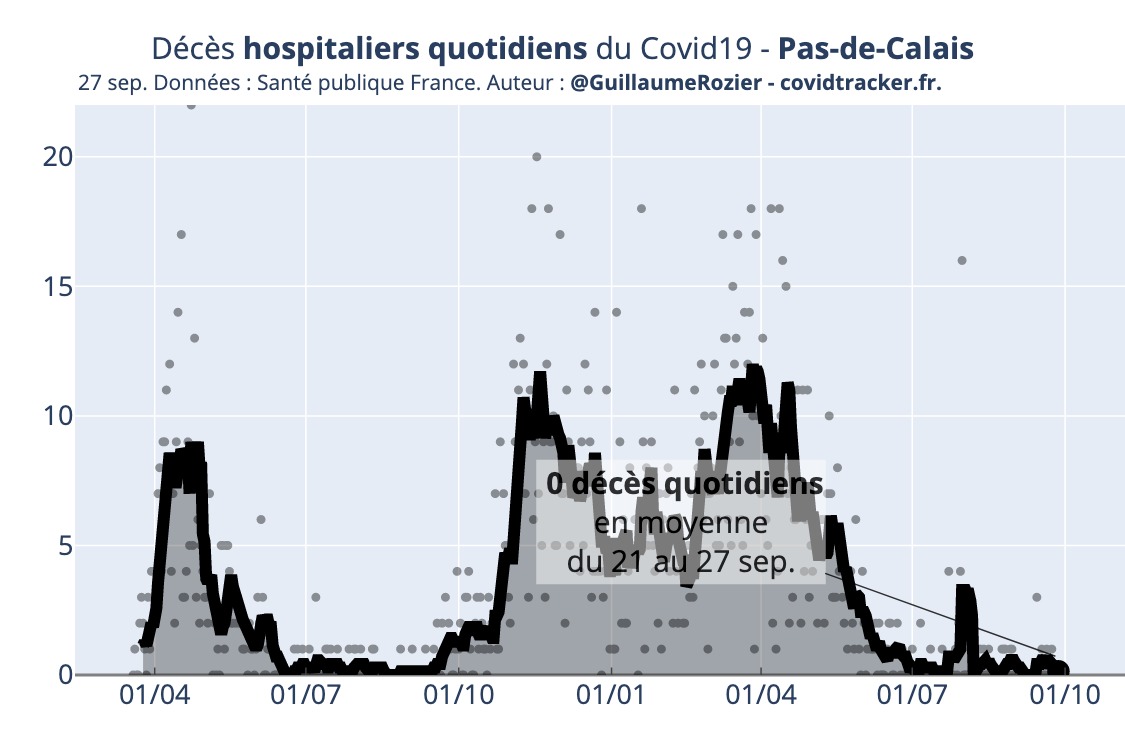 Décès hospitaliers quotidiens du Covid19 - Pas-de-Calais
27 sep. Données : Santé publique France. Auteur : @GuillaumeRozier - covidtracker.fr.
20
15
10
5
0
0 décès quotidiens
en moyenne
du 21 au 27 sep.
01/04 01/07 01/10 01/01 01/04 01/07 01/10